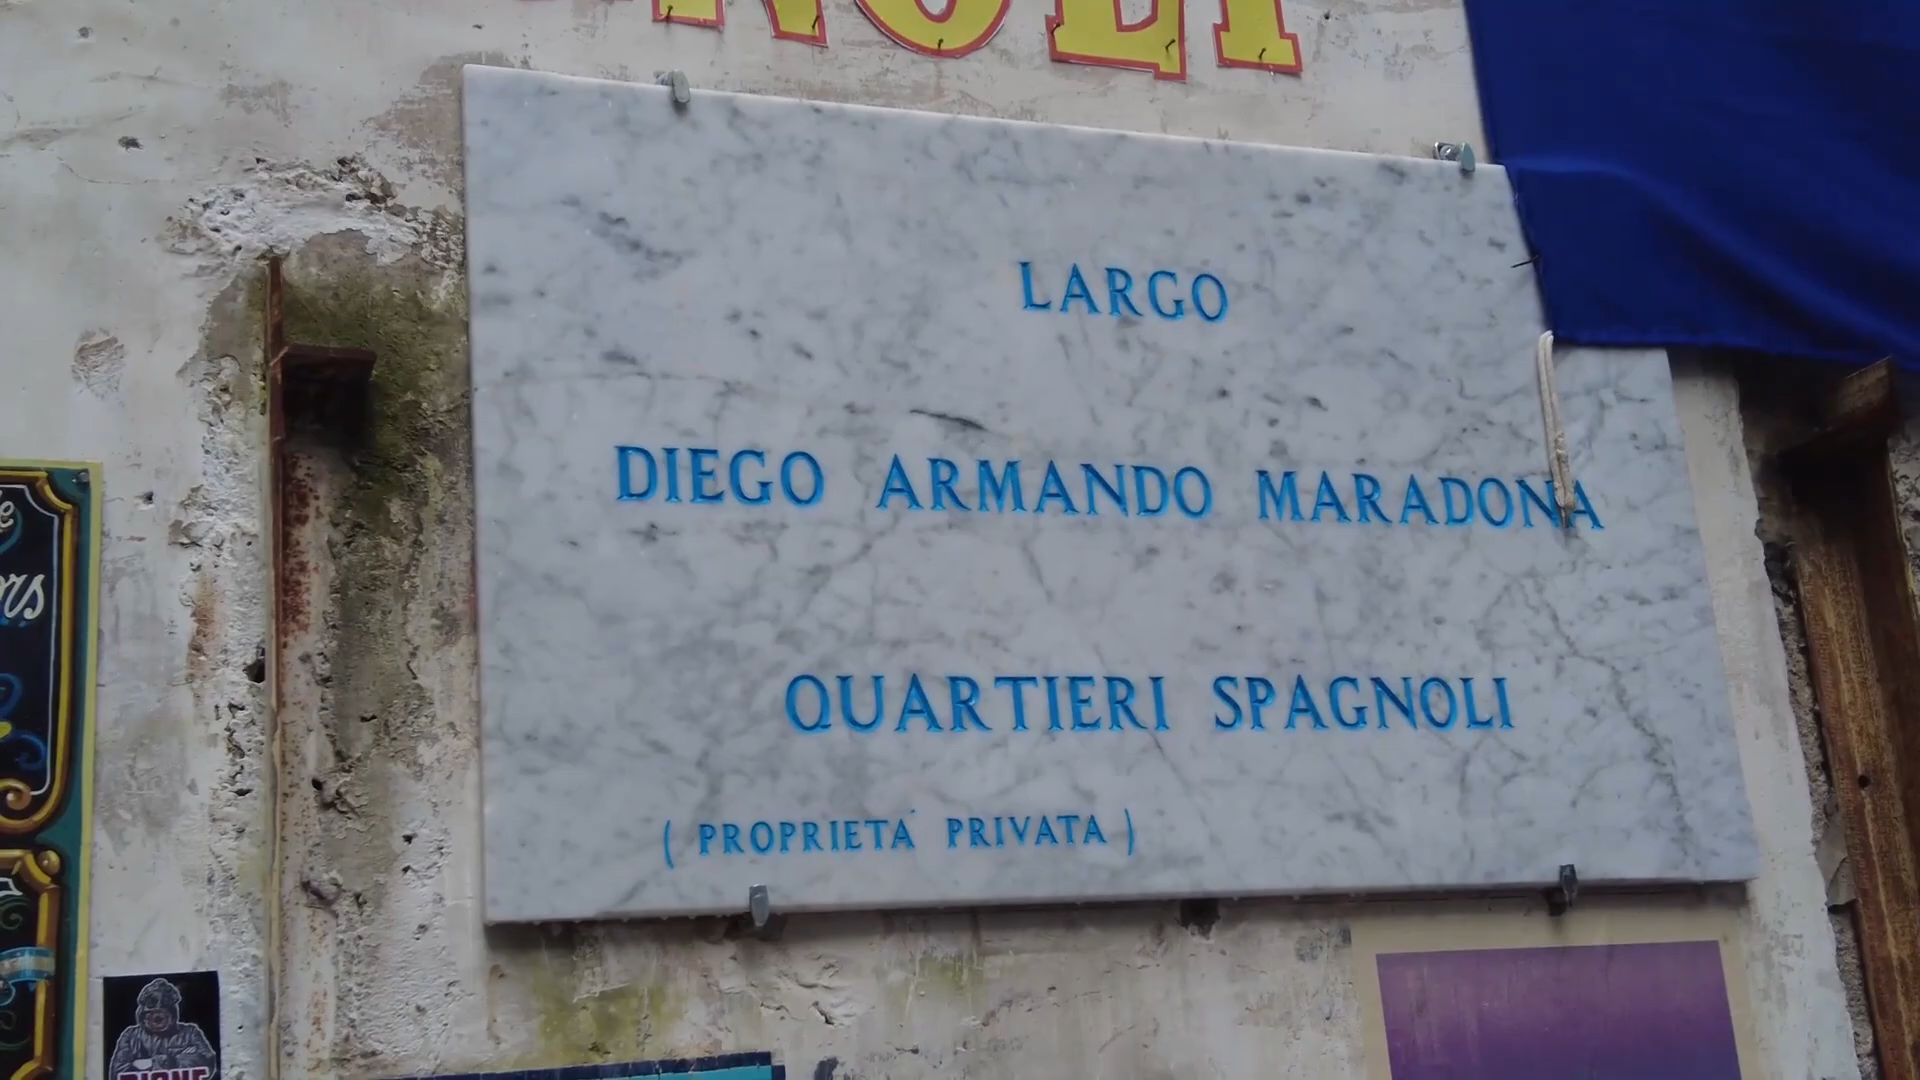 LARGO
DIEGO ARMANDO MARADONA
QUARTIERI SPAGNOLI
( PROPRIETA' PRIVATA )